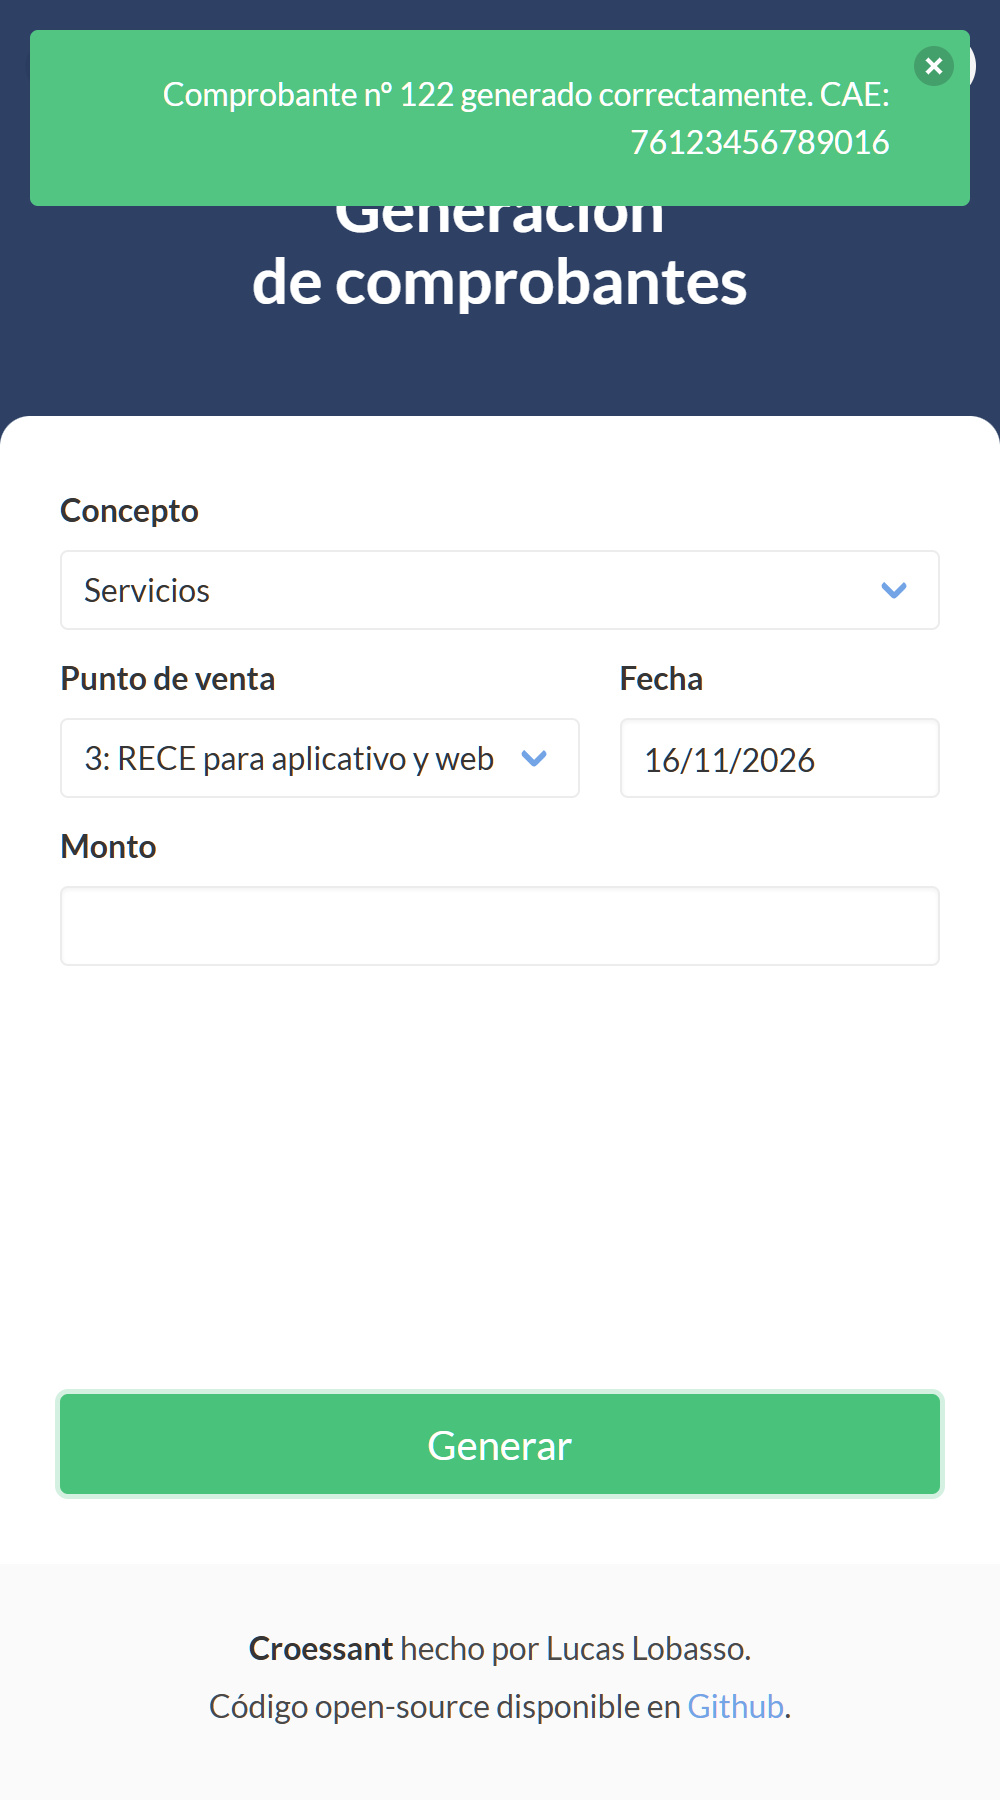 Comprobante nº 122 generado correctamente. CAE:
76123456789016
Generación
de comprobantes
Concepto
Servicios
Punto de venta
Fecha
3: RECE para aplicativo y web
16/11/2026
Monto
Generar
Croessant hecho por Lucas Lobasso.
Código open-source disponible en Github.